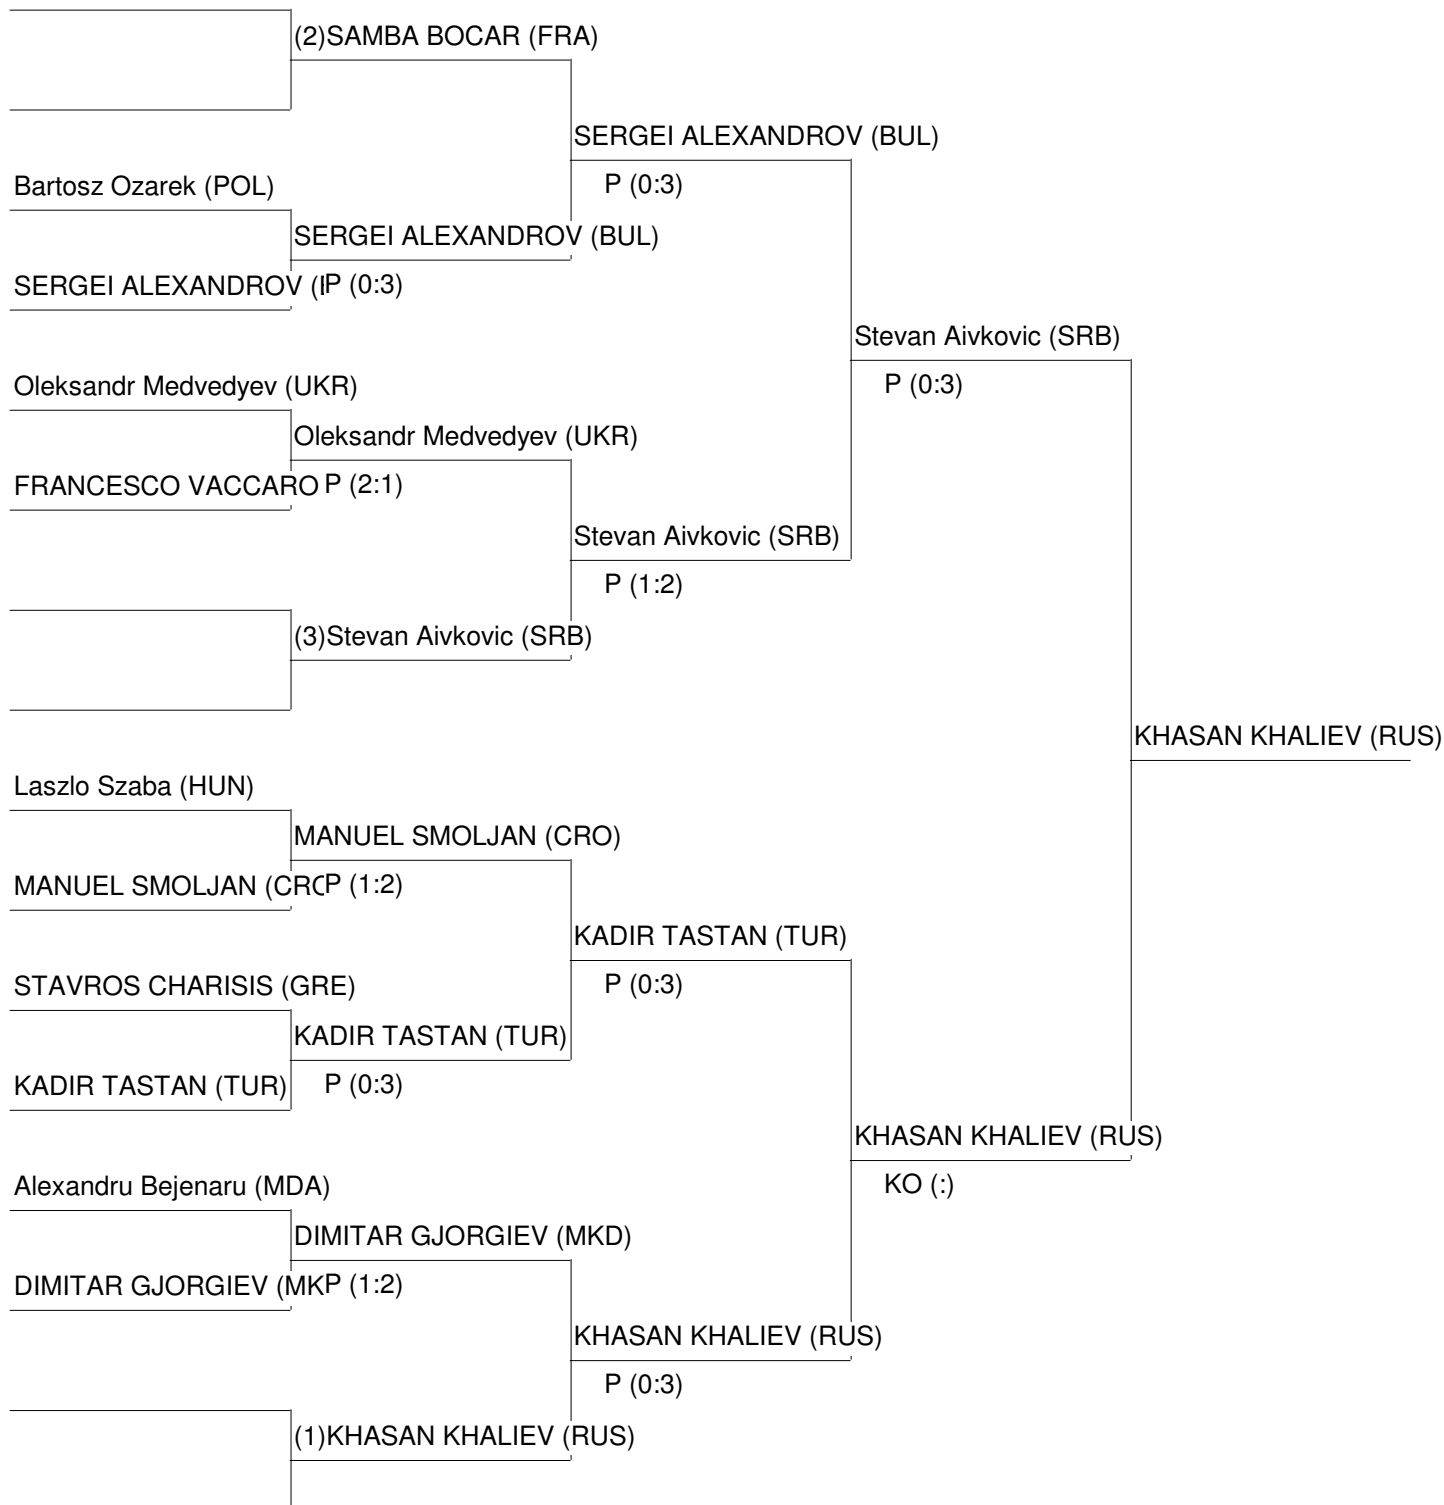 (2)SAMBA BOCAR (FRA)
SERGEI ALEXANDROV (BUL)
P (0:3)
Bartosz Ozarek (POL)
SERGEI ALEXANDROV (BUL)
SERGEI ALEXANDROV (
P (0:3)
Stevan Aivkovic (SRB)
P (0:3)
Oleksandr Medvedyev (UKR)
Oleksandr Medvedyev (UKR)
FRANCESCO VACCARO
P (2:1)
Stevan Aivkovic (SRB)
P (1:2)
(3)Stevan Aivkovic (SRB)
KHASAN KHALIEV (RUS)
Laszlo Szaba (HUN)
MANUEL SMOLJAN (CRO)
MANUEL SMOLJAN (CRO
P (1:2)
KADIR TASTAN (TUR)
P (0:3)
STAVROS CHARISIS (GRE)
KADIR TASTAN (TUR)
KADIR TASTAN (TUR)
P (0:3)
KHASAN KHALIEV (RUS)
KO (:)
Alexandru Bejenaru (MDA)
DIMITAR GJORGIEV (MKD)
DIMITAR GJORGIEV (MK
P (1:2)
KHASAN KHALIEV (RUS)
P (0:3)
(1)KHASAN KHALIEV (RUS)